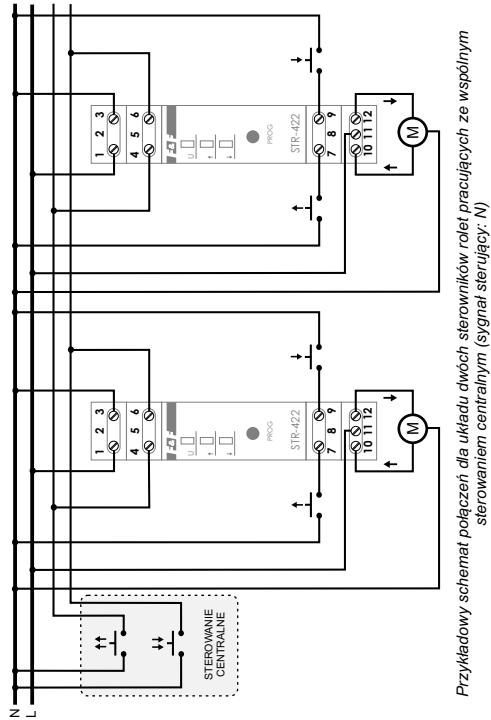 N
L
1 2 3
4 5 6
F&F
U
↑
↓
PROG
STR-422
7 8 9
10 11 12
M
1 2 3
4 5 6
F&F
U
↑
↓
PROG
STR-422
7 8 9
10 11 12
M
STEROWANIE
CENTRALNE
Przykładowy schemat połączeń dla układu dwóch sterowników rolet pracujących ze wspólnym
sterowaniem centralnym (sygnał sterujący: N)